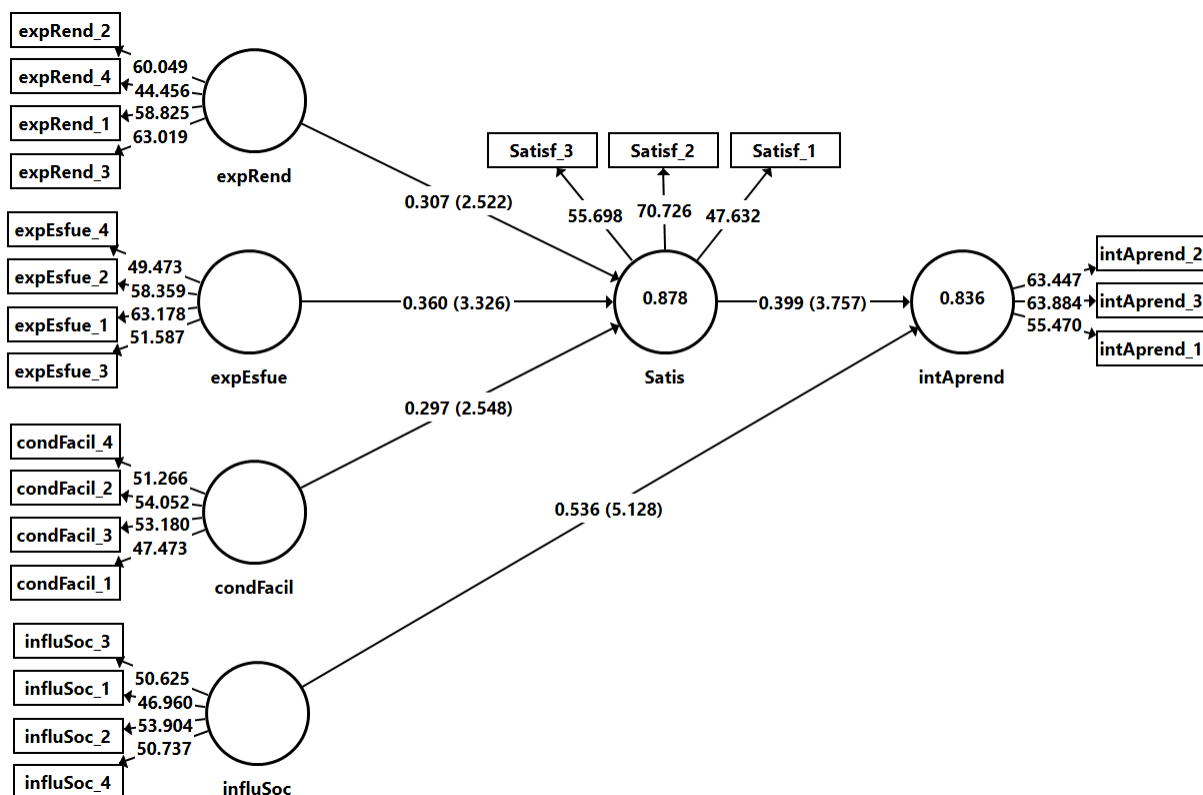 expRend_2
expRend_4
expRend_1
expRend_3
60.049
44.456
58.825
63.019
expRend
0.307 (2.522)
Satisf_3
Satisf_2
Satisf_1
55.698
70.726
47.632
expEsfue_4
expEsfue_2
expEsfue_1
expEsfue_3
49.473
58.359
63.178
51.587
expEsfue
0.360 (3.326)
0.878
Satis
0.399 (3.757)
0.836
intAprend
63.447
63.884
55.470
intAprend_2
intAprend_3
intAprend_1
condFacil_4
condFacil_2
condFacil_3
condFacil_1
51.266
54.052
53.180
47.473
condFacil
0.297 (2.548)
0.536 (5.128)
influSoc_3
influSoc_1
influSoc_2
influSoc_4
50.625
46.960
53.904
50.737
influSoc